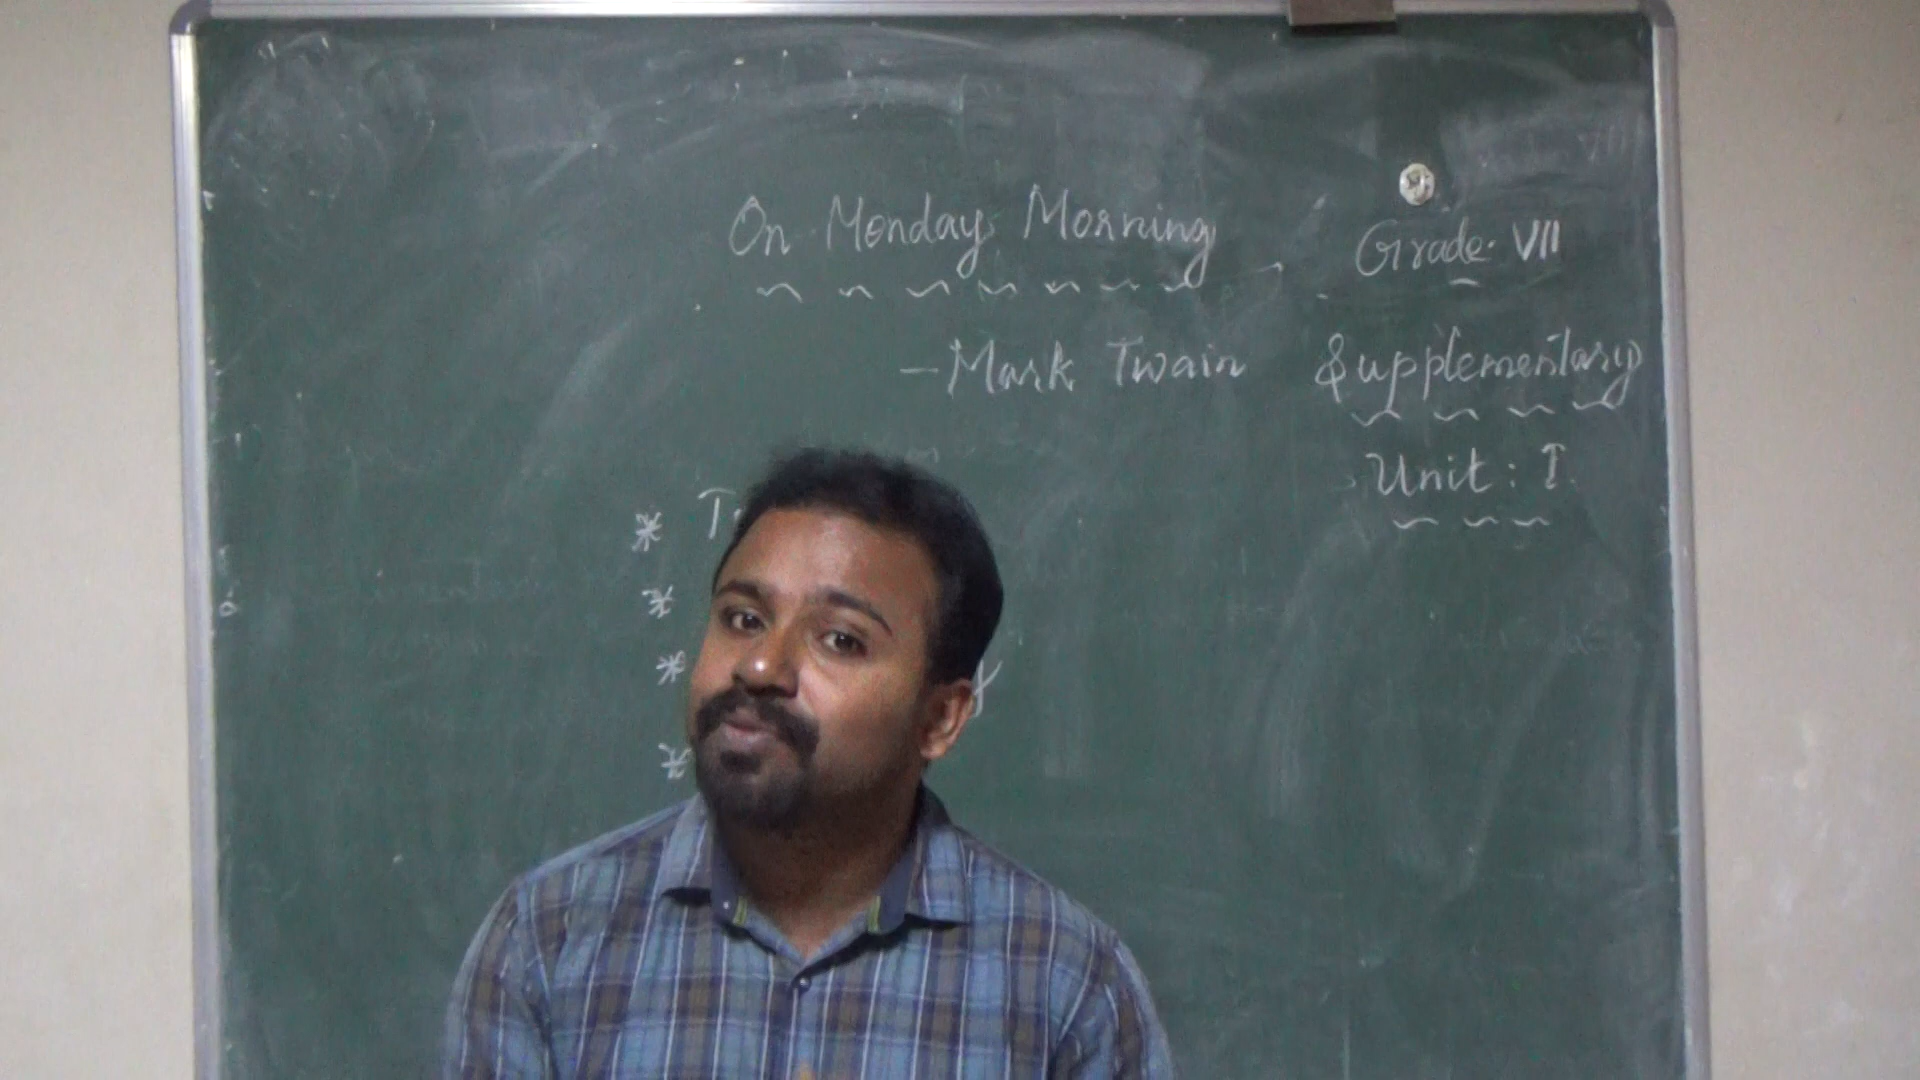 On Monday Morning
Grade: VII
- Mark Twain
Supplementary
Unit: I
*
*
*
*